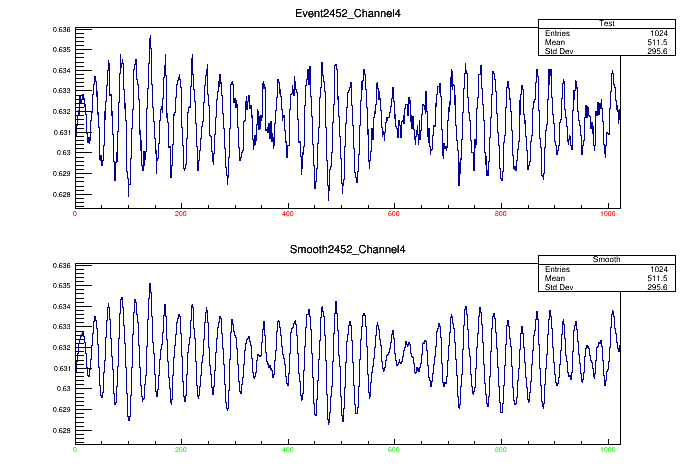 Event2452_Channel4
Test
Entries 1024
Mean 511.5
Std Dev 295.6
0.636
0.635
0.634
0.633
0.632
0.631
0.63
0.629
0.628
0 200 400 600 800 1000
Smooth2452_Channel4
Smooth
Entries 1024
Mean 511.5
Std Dev 295.6
0.636
0.635
0.634
0.633
0.632
0.631
0.63
0.629
0.628
0 200 400 600 800 1000